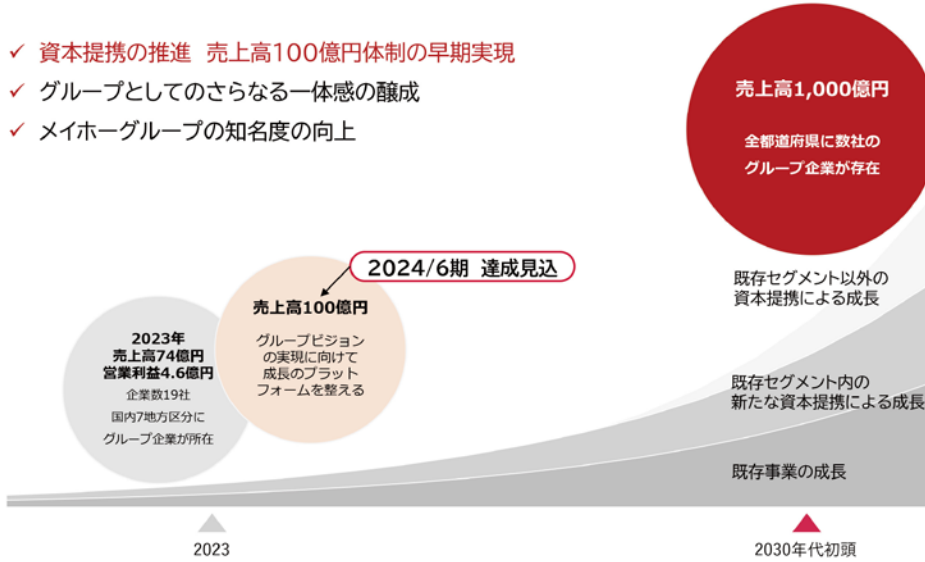 ✓ 資本提携の推進 売上高100億円体制の早期実現
✓ グループとしてのさらなる一体感の醸成
✓ メイホーグループの知名度の向上
売上高1,000億円
全都道府県に数社の
グループ企業が存在
2024/6期 達成見込
売上高100億円
グループビジョン
の実現に向けて
成長のプラット
フォームを整える
2023年
売上高74億円
営業利益4.6億円
企業数19社
国内7地方区分に
グループ企業が所在
既存セグメント以外の
資本提携による成長
既存セグメント内の
新たな資本提携による成長
既存事業の成長
2023
2030年代初頭